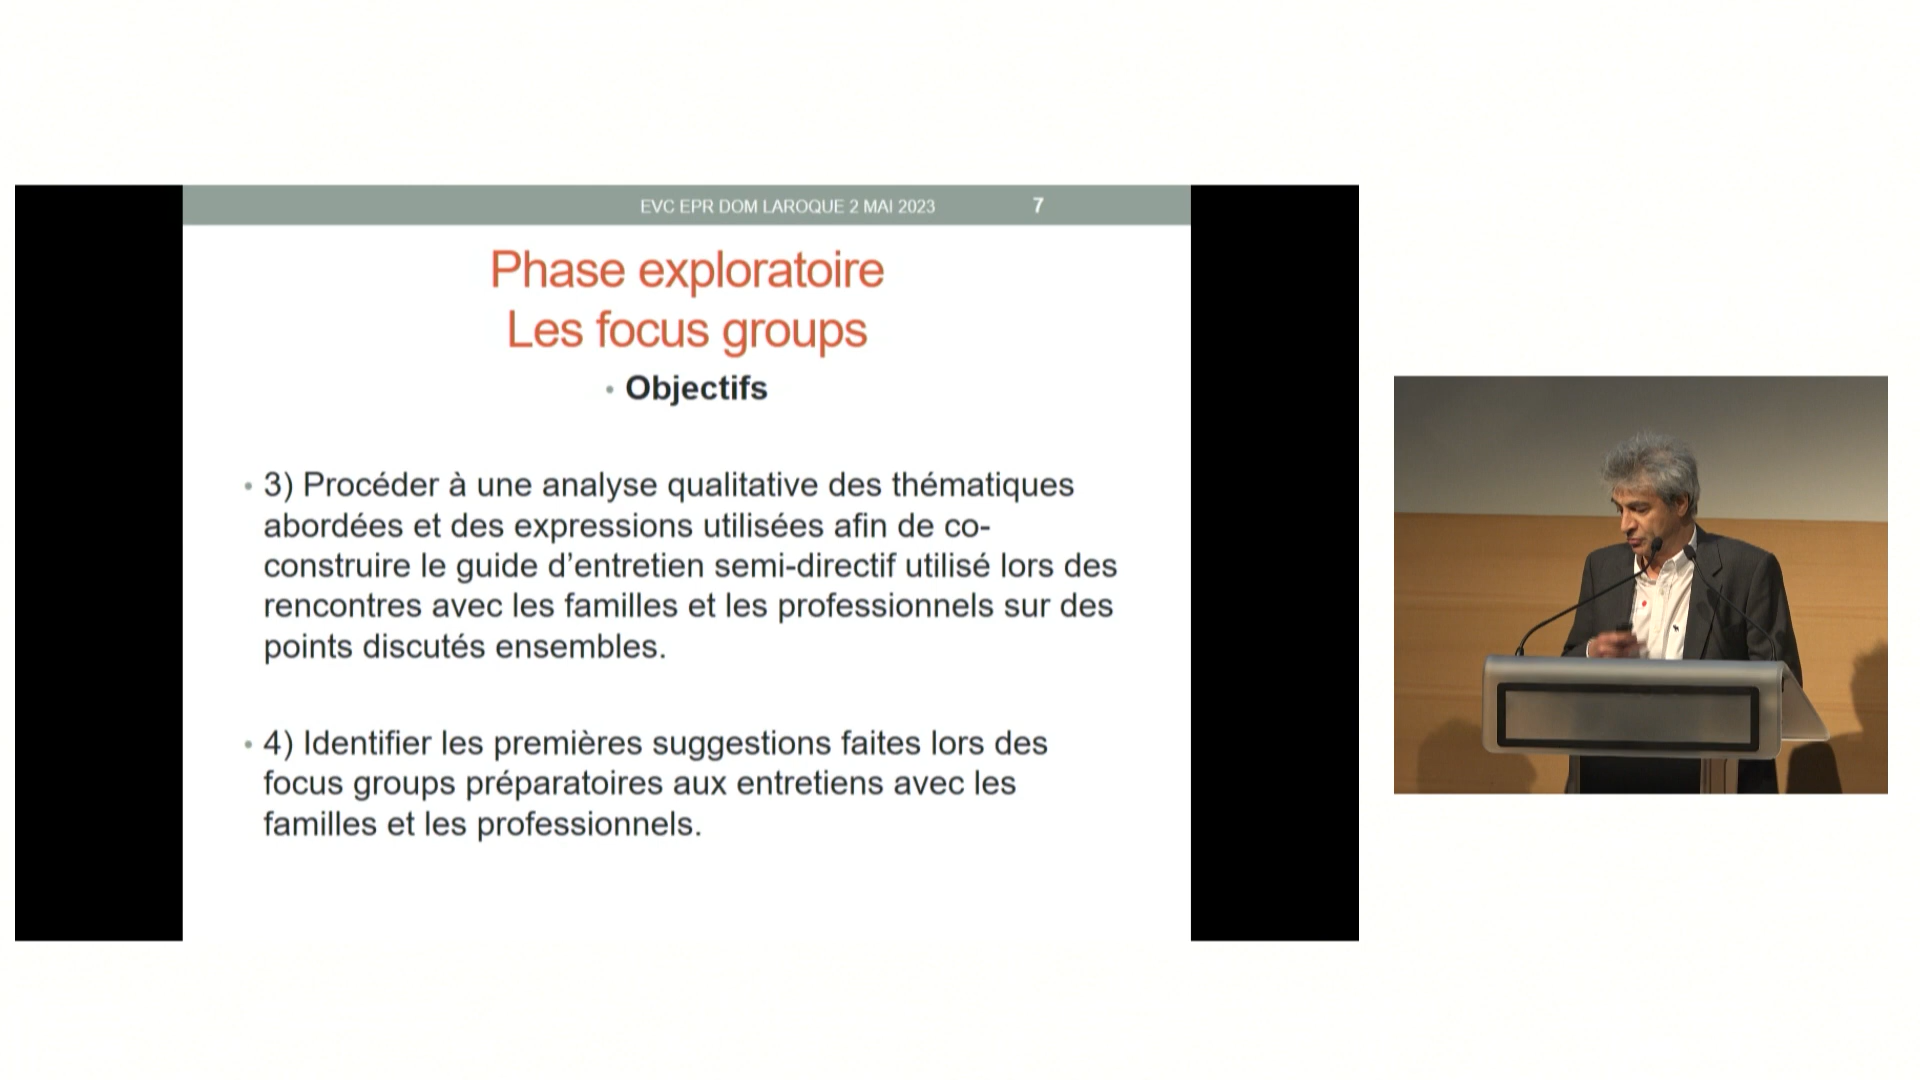 EVC EPR DOM LAROQUE 2 MAI 2023 7
Phase exploratoire
Les focus groups
• Objectifs
• 3) Procéder à une analyse qualitative des thématiques
abordées et des expressions utilisées afin de co-
construire le guide d’entretien semi-directif utilisé lors des
rencontres avec les familles et les professionnels sur des
points discutés ensembles.
• 4) Identifier les premières suggestions faites lors des
focus groups préparatoires aux entretiens avec les
familles et les professionnels.